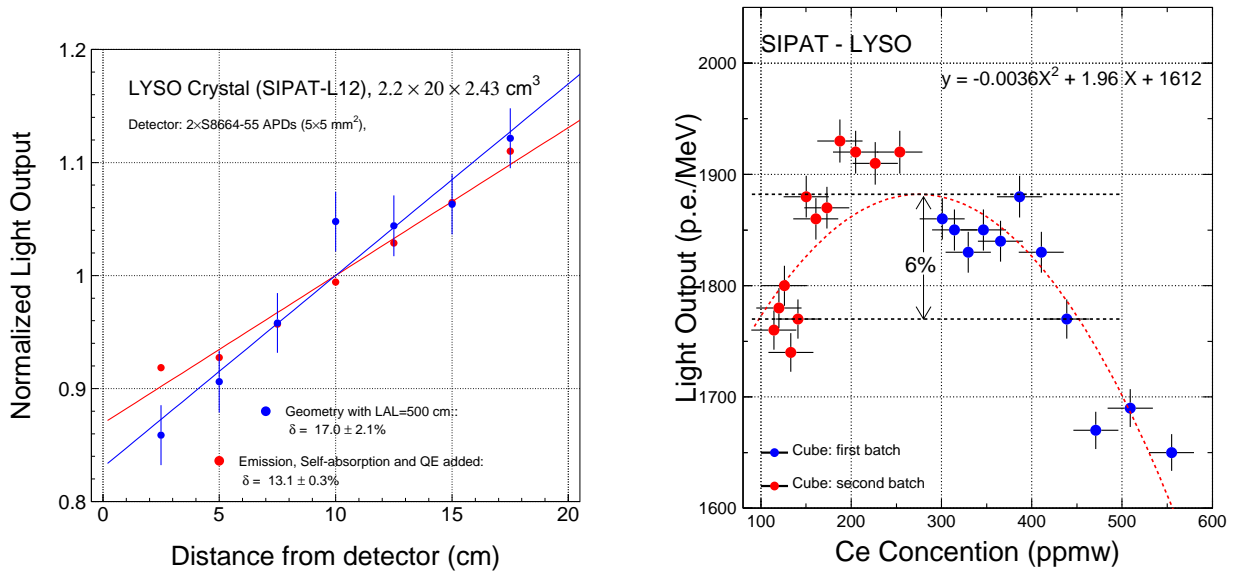 Normalized Light Output
1.2
1.1
1
0.9
0.8
LYSO Crystal (SIPAT-L12), 2.2 × 20 × 2.43 cm³
Detector: 2×S8664-55 APDs (5×5 mm²),
Geometry with LAL=500 cm::
δ = 17.0 ± 2.1%
Emission, Self-absorption and QE added:
δ = 13.1 ± 0.3%
0 5 10 15 20
Distance from detector (cm)
Light Output (p.e./MeV)
2000
1900
1800
1700
1600
SIPAT - LYSO
y = -0.0036X² + 1.96 X + 1612
6%
Cube: first batch
Cube: second batch
100 200 300 400 500 600
Ce Concention (ppmw)